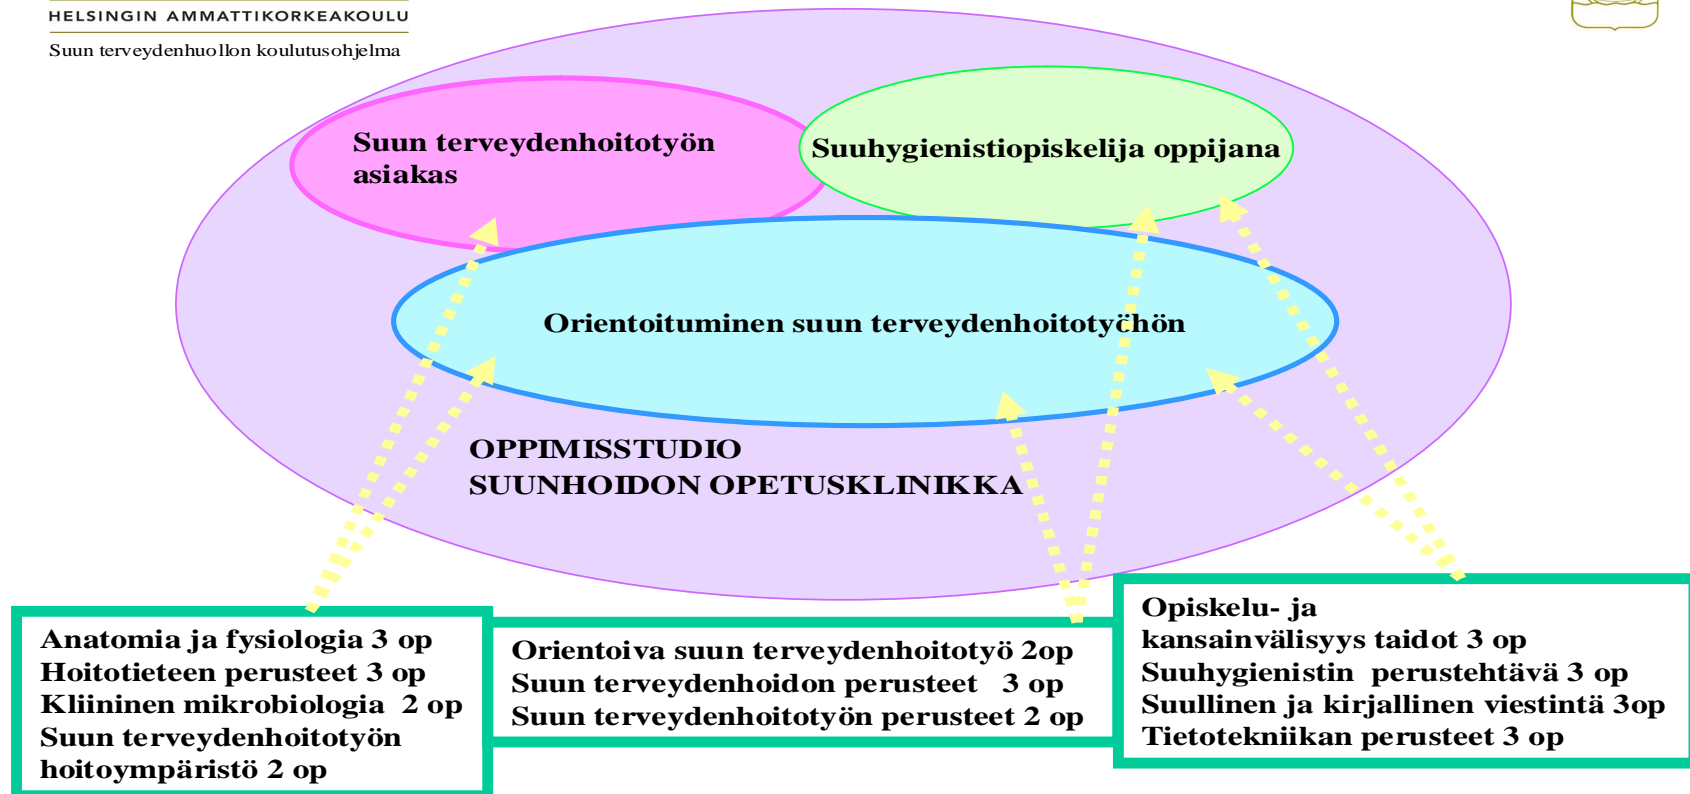 HELSINGIN AMMATTIKORKEAKOULU
Suun terveydenhuollon koulutusohjelma
Suun terveydenhoitotyön
asiakas
Suuhygienistiopiskelija oppijana
Orientoituminen suun terveydenhoitotyöhön
OPPIMISSTUDIO
SUUNHOIDON OPETUSKLINIKKA
Anatomia ja fysiologia 3 op
Hoitotieteen perusteet 3 op
Kliininen mikrobiologia 2 op
Suun terveydenhoitotyön
hoitoympäristö 2 op
Orientoiva suun terveydenhoitotyö 2op
Suun terveydenhoidon perusteet 3 op
Suun terveydenhoitotyön perusteet 2 op
Opiskelu- ja
kansainvälisyys taidot 3 op
Suuhygienistin perustehtävä 3 op
Suullinen ja kirjallinen viestintä 3op
Tietotekniikan perusteet 3 op